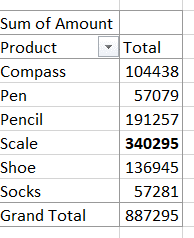 Sum of Amount
Product Total
Compass 104438
Pen 57079
Pencil 191257
Scale 340295
Shoe 136945
Socks 57281
Grand Total 887295